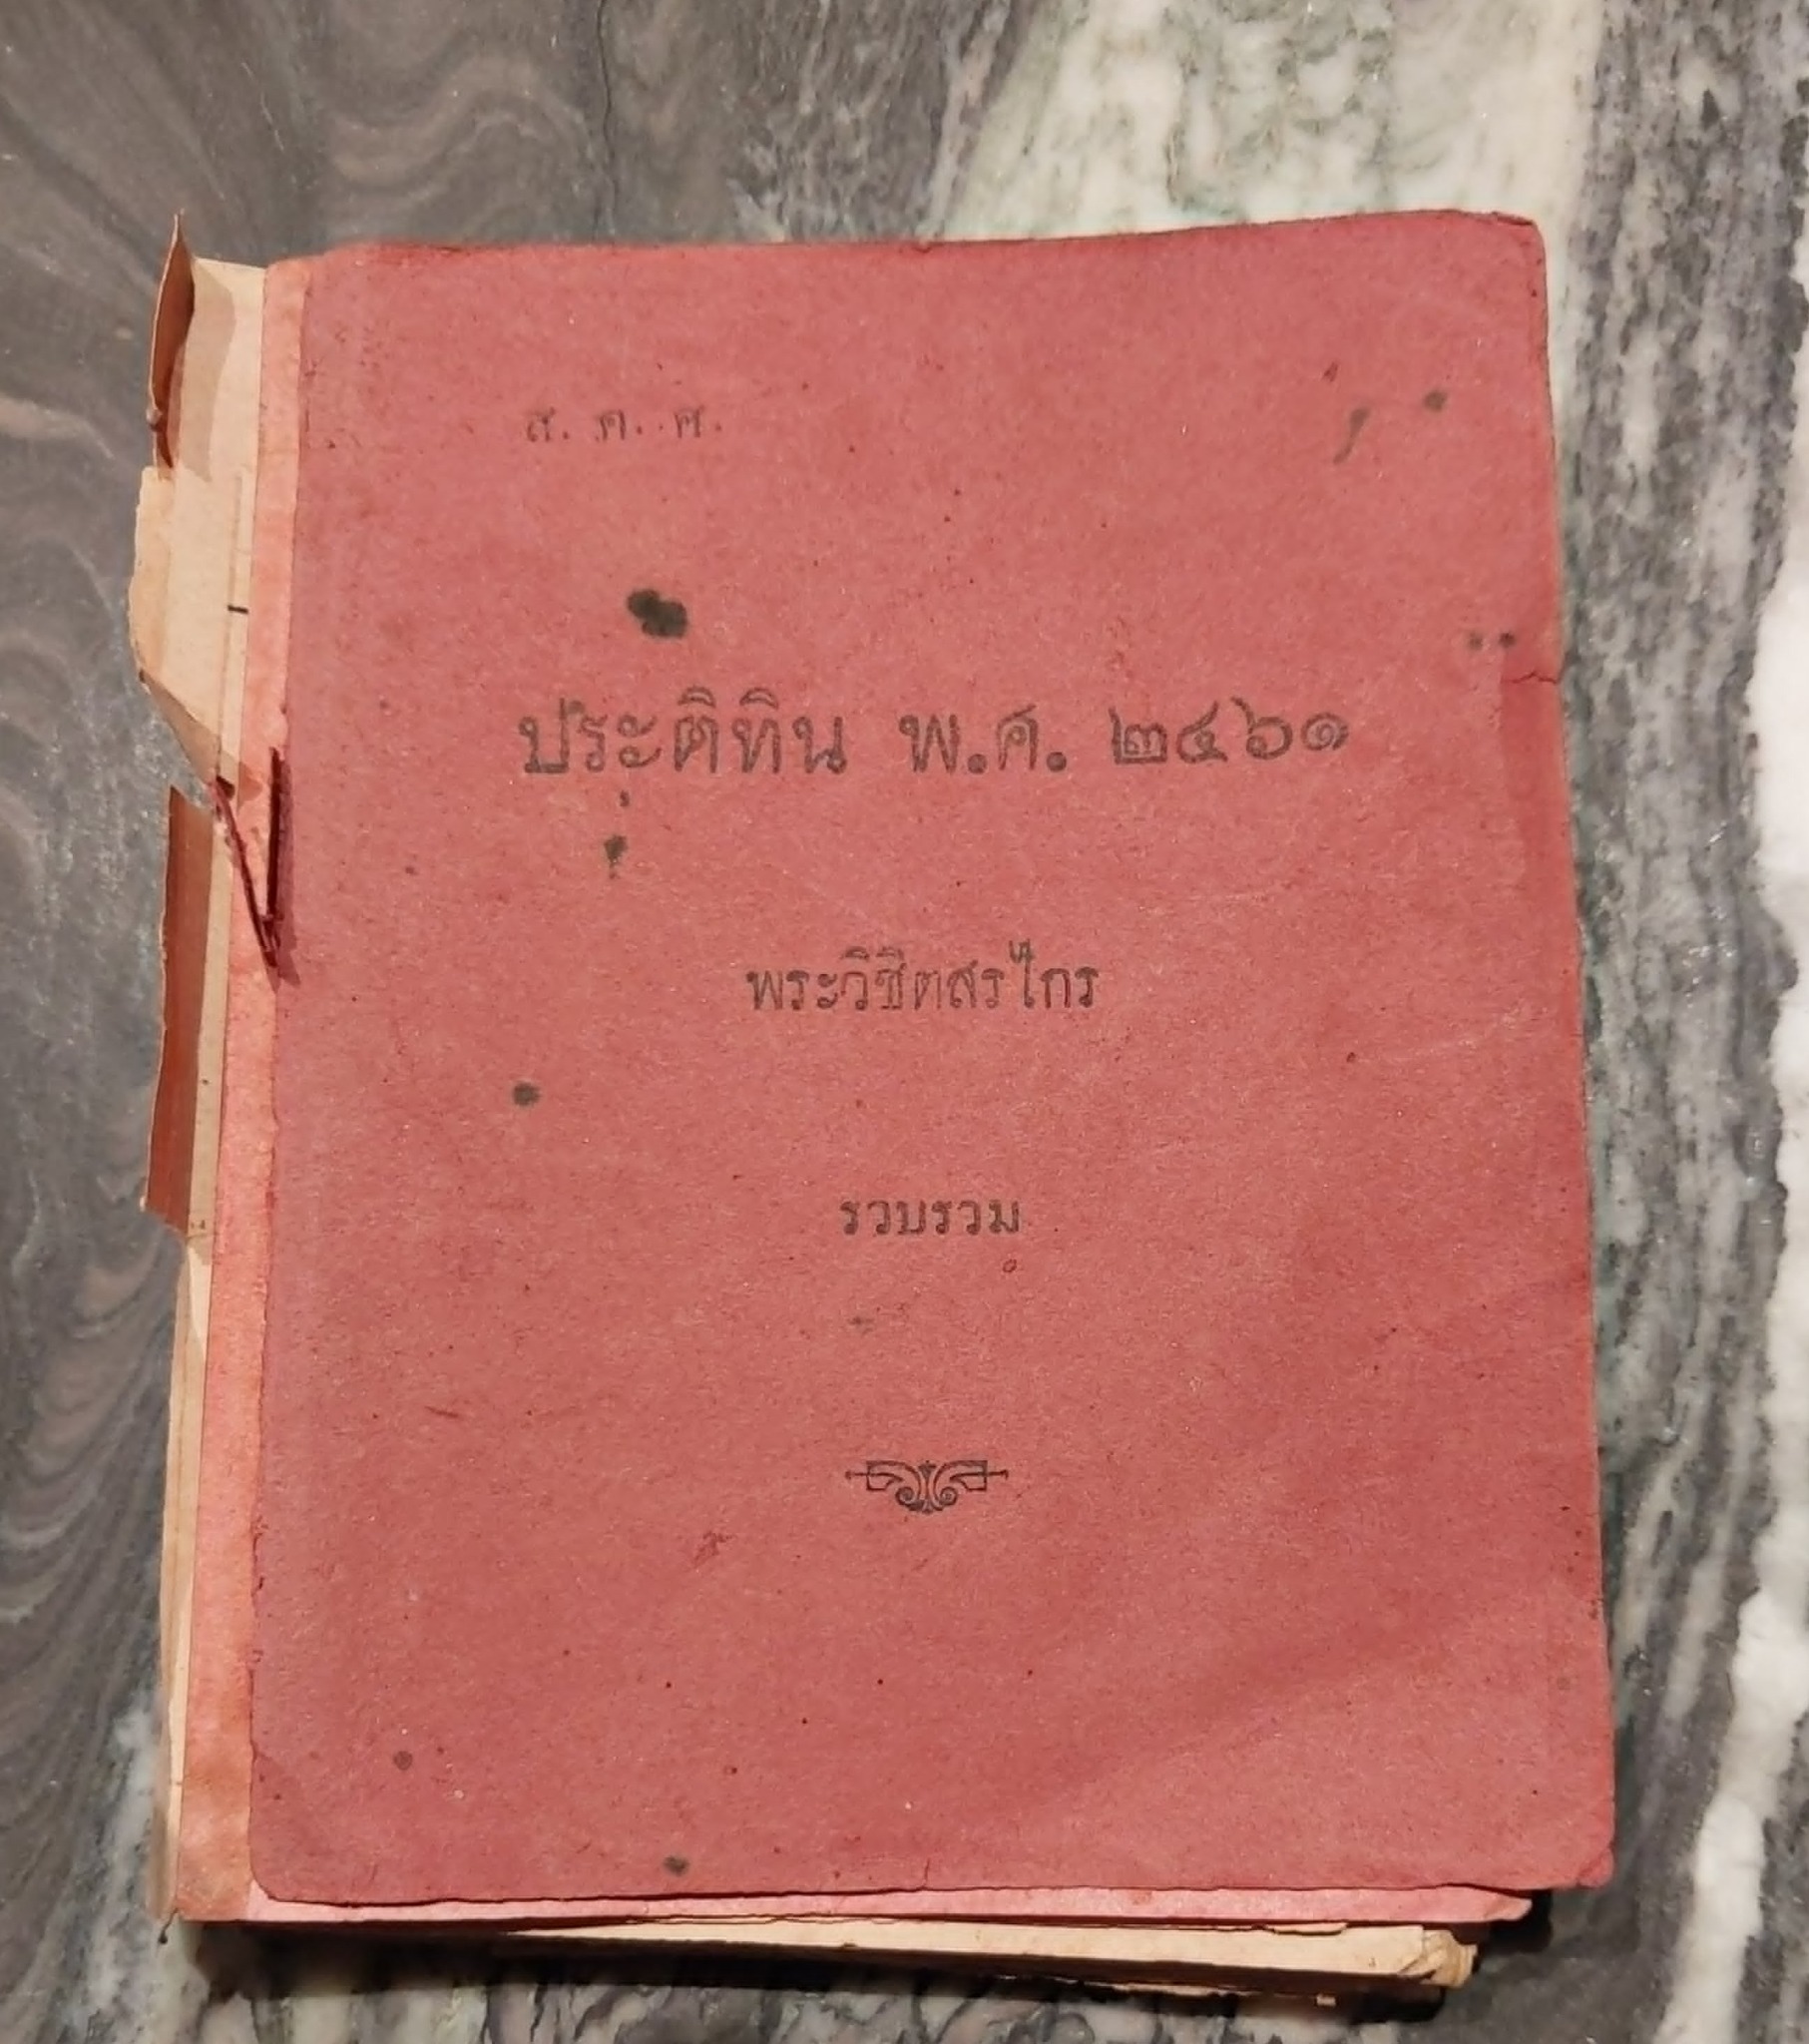 ส. ค. ศ.
ประติทิน พ.ศ. ๒๔๖๑
พระวิชิตสรไกร
รวบรวม